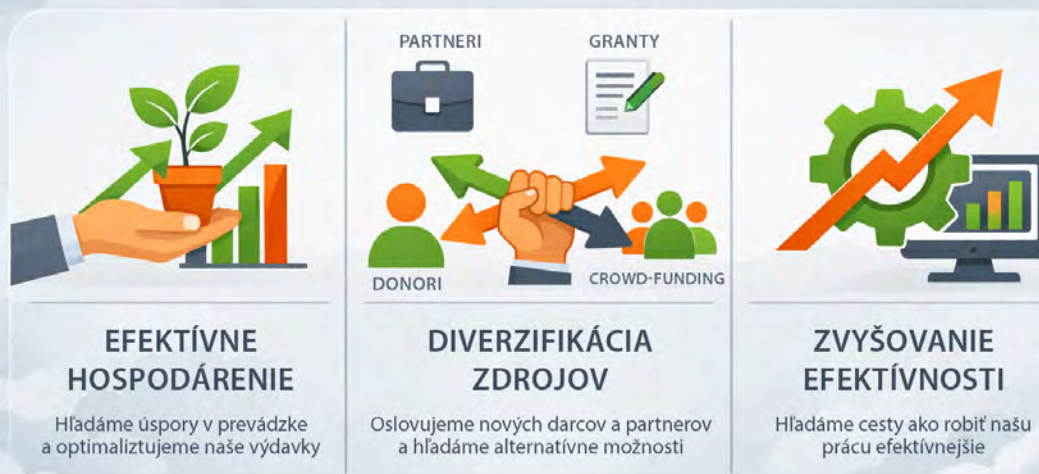 EFEKTÍVNE
HOSPODÁRENIE
Hľadáme úspory v prevádzke
a optimaliztujeme naše výdavky
PARTNERI
GRANTY
DONORI
CROWD-FUNDING
DIVERZIFIKÁCIA
ZDROJOV
Oslovujeme nových darcov a partnerov
a hľadáme alternatívne možnosti
ZVYŠOVANIE
EFEKTÍVNOSTI
Hľadáme cesty ako robiť našu
prácu efektívnejšie